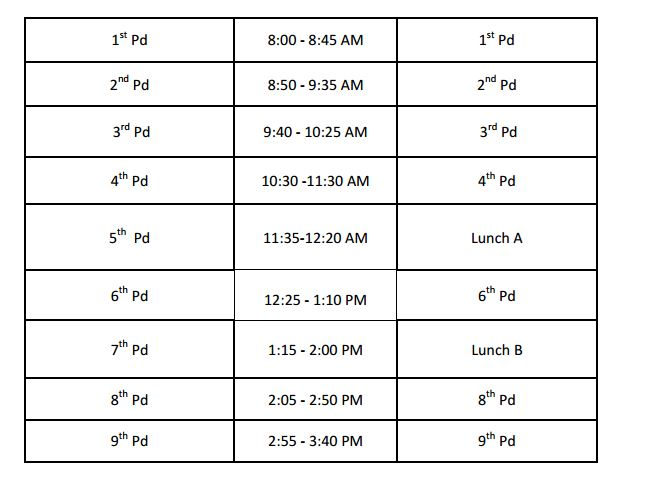 1st Pd 8:00 - 8:45 AM 1st Pd
2nd Pd 8:50 - 9:35 AM 2nd Pd
3rd Pd 9:40 - 10:25 AM 3rd Pd
4th Pd 10:30 -11:30 AM 4th Pd
5th Pd 11:35-12:20 AM Lunch A
6th Pd 12:25 - 1:10 PM 6th Pd
7th Pd 1:15 - 2:00 PM Lunch B
8th Pd 2:05 - 2:50 PM 8th Pd
9th Pd 2:55 - 3:40 PM 9th Pd